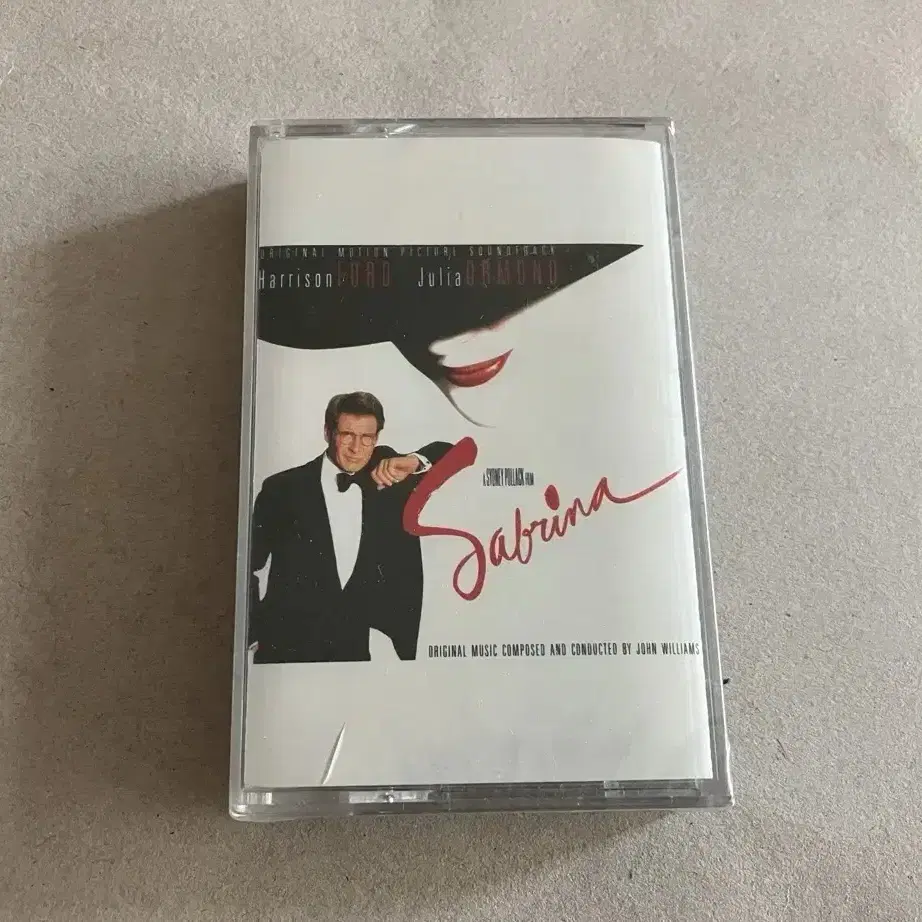 ORIGINAL MOTION PICTURE SOUNDTRACK
Harrison FORD Julia ORMOND
A SYDNEY POLLACK FILM
Sabrina
ORIGINAL MUSIC COMPOSED AND CONDUCTED BY JOHN WILLIAMS